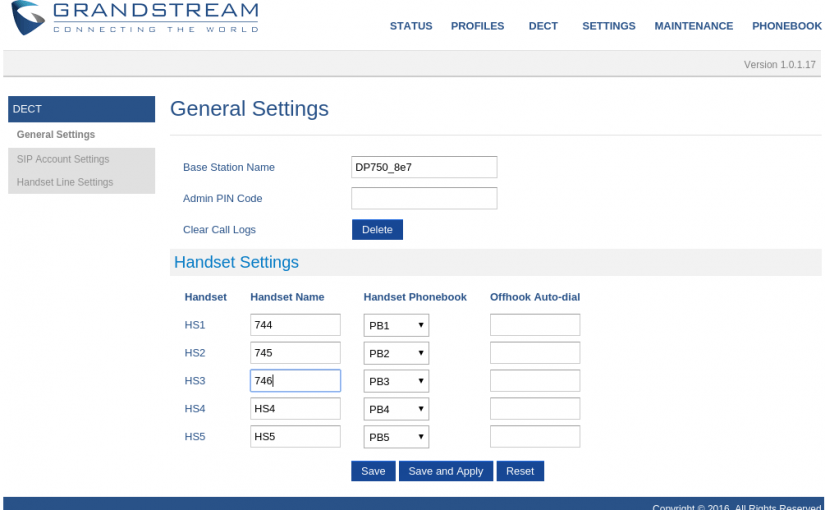 GRANDSTREAM
CONNECTING THE WORLD
STATUS PROFILES DECT SETTINGS MAINTENANCE PHONEBOOK
Version 1.0.1.17
DECT
General Settings
SIP Account Settings
Handset Line Settings
General Settings
Base Station Name DP750_8e7
Admin PIN Code
Clear Call Logs Delete
Handset Settings
Handset Handset Name Handset Phonebook Offhook Auto-dial
HS1 744 PB1
HS2 745 PB2
HS3 746 PB3
HS4 HS4 PB4
HS5 HS5 PB5
Save Save and Apply Reset
Copyright © 2016. All Rights Reserved